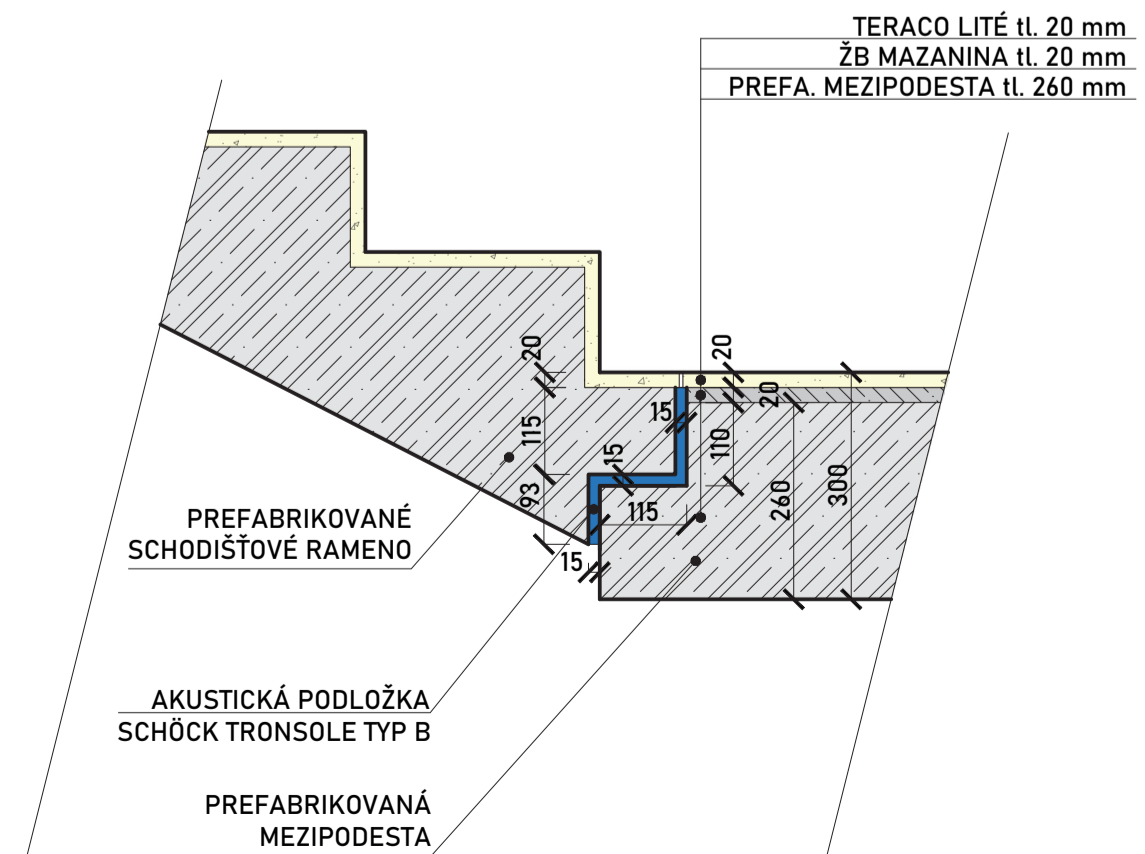 TERACO LITÉ tl. 20 mm
ŽB MAZANINA tl. 20 mm
PREFA. MEZIPODESTA tl. 260 mm
20
20
20
15
115
110
15
93
115
260
300
15
PREFABRIKOVANÉ
SCHODIŠŤOVÉ RAMENO
AKUSTICKÁ PODLOŽKA
SCHÖCK TRONSOLE TYP B
PREFABRIKOVANÁ
MEZIPODESTA